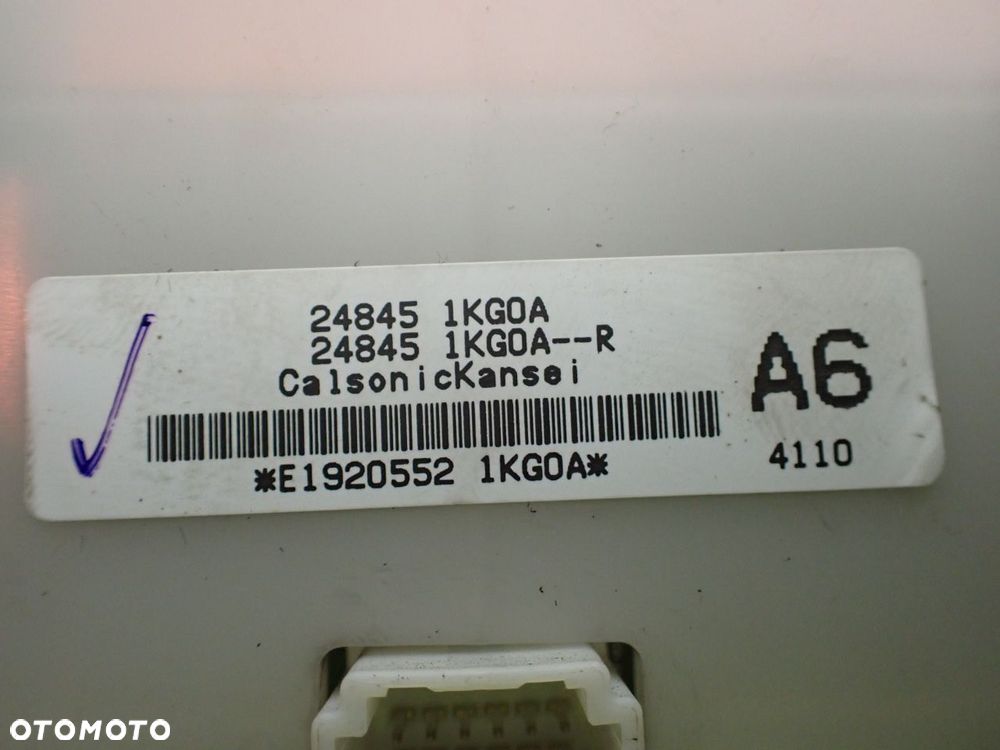 24845 1KG0A
24845 1KG0A--R
CalsonicKansei
A6
*E1920552 1KG0A*
4110
OTOMOTO